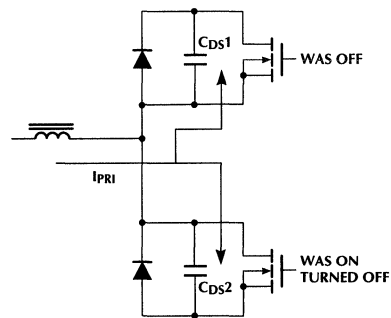 CDS1
WAS OFF
IPRI
CDS2
WAS ON
TURNED OFF